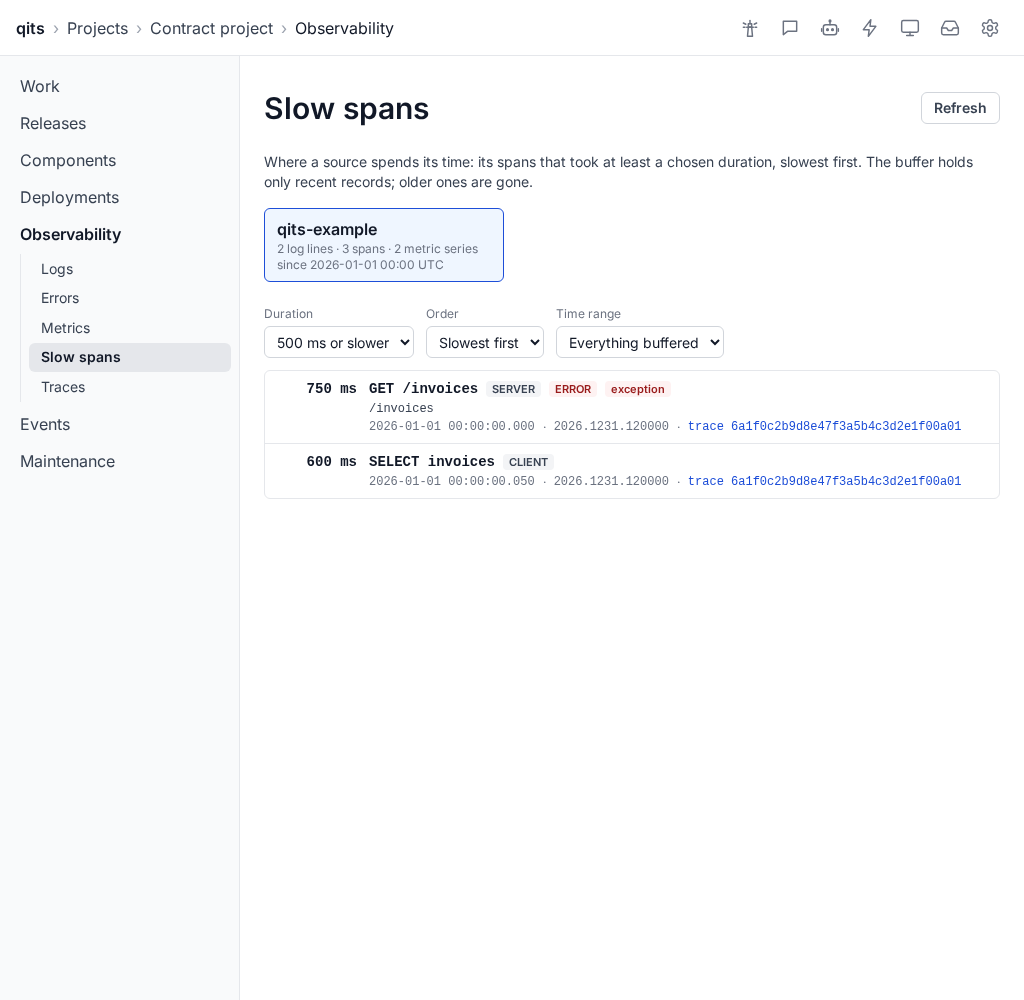 qits › Projects › Contract project › Observability
Work
Releases
Components
Deployments
Observability
Logs
Errors
Metrics
Slow spans
Traces
Events
Maintenance
Slow spans
Refresh
Where a source spends its time: its spans that took at least a chosen duration, slowest first. The buffer holds
only recent records; older ones are gone.
qits-example
2 log lines · 3 spans · 2 metric series
since 2026-01-01 00:00 UTC
Duration
Order
Time range
500 ms or slower
Slowest first
Everything buffered
750 ms GET /invoices SERVER ERROR exception
/invoices
2026-01-01 00:00:00.000 · 2026.1231.120000 · trace 6a1f0c2b9d8e47f3a5b4c3d2e1f00a01
600 ms SELECT invoices CLIENT
2026-01-01 00:00:00.050 · 2026.1231.120000 · trace 6a1f0c2b9d8e47f3a5b4c3d2e1f00a01